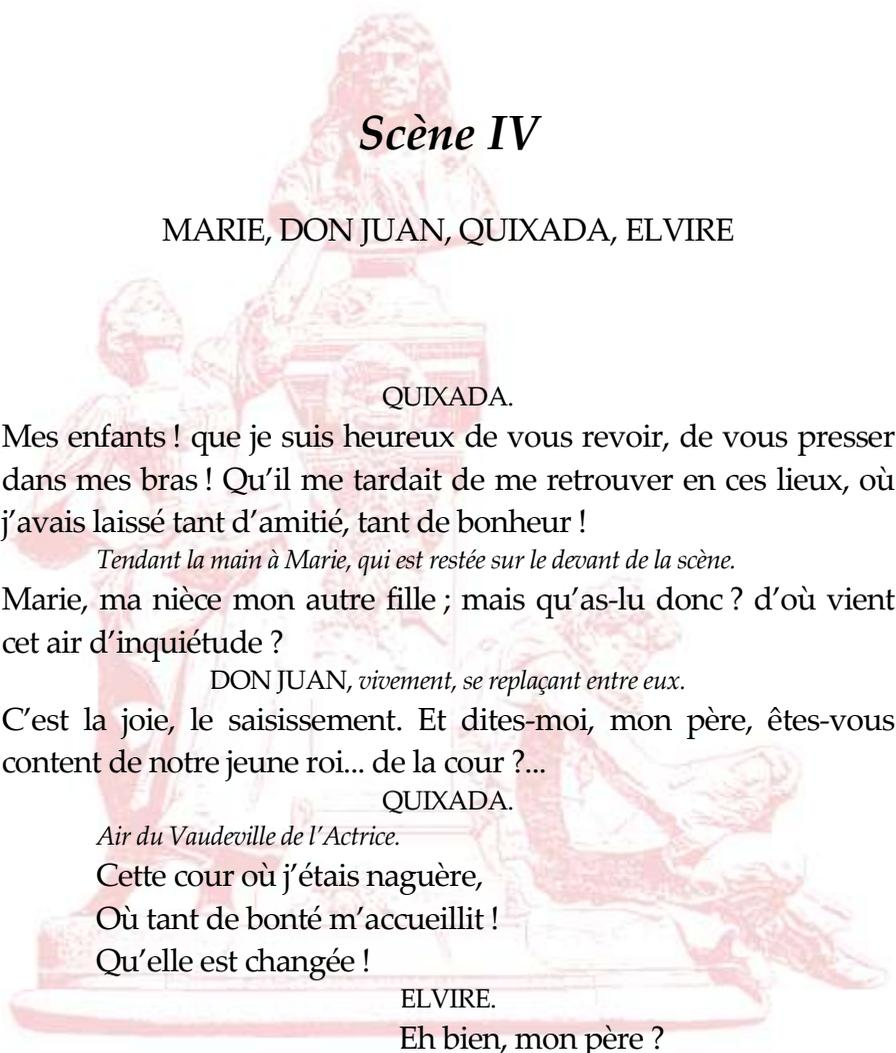 Scène IV
MARIE, DON JUAN, QUIXADA, ELVIRE
QUIXADA.
Mes enfants ! que je suis heureux de vous revoir, de vous presser
dans mes bras ! Qu’il me tardait de me retrouver en ces lieux, où
j’avais laissé tant d’amitié, tant de bonheur !
Tendant la main à Marie, qui est restée sur le devant de la scène.
Marie, ma nièce mon autre fille ; mais qu’as-lu donc ? d’où vient
cet air d’inquiétude ?
DON JUAN, vivement, se replaçant entre eux.
C’est la joie, le saisissement. Et dites-moi, mon père, êtes-vous
content de notre jeune roi... de la cour ?...
QUIXADA.
Air du Vaudeville de l’Actrice.
Cette cour où j’étais naguère,
Où tant de bonté m’accueillit !
Qu’elle est changée !
ELVIRE.
Eh bien, mon père ?